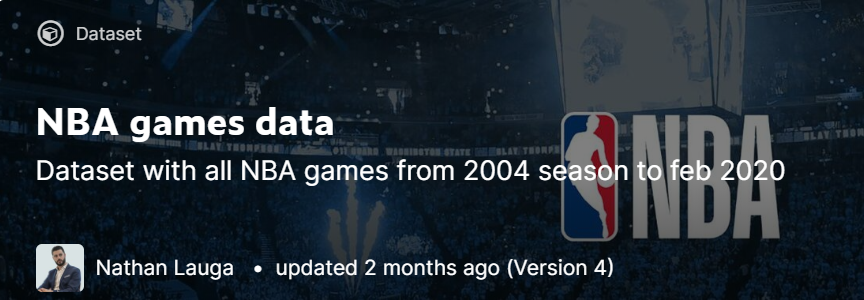 Dataset
NBA games data
Dataset with all NBA games from 2004 season to feb 2020
NBA
Nathan Lauga • updated 2 months ago (Version 4)